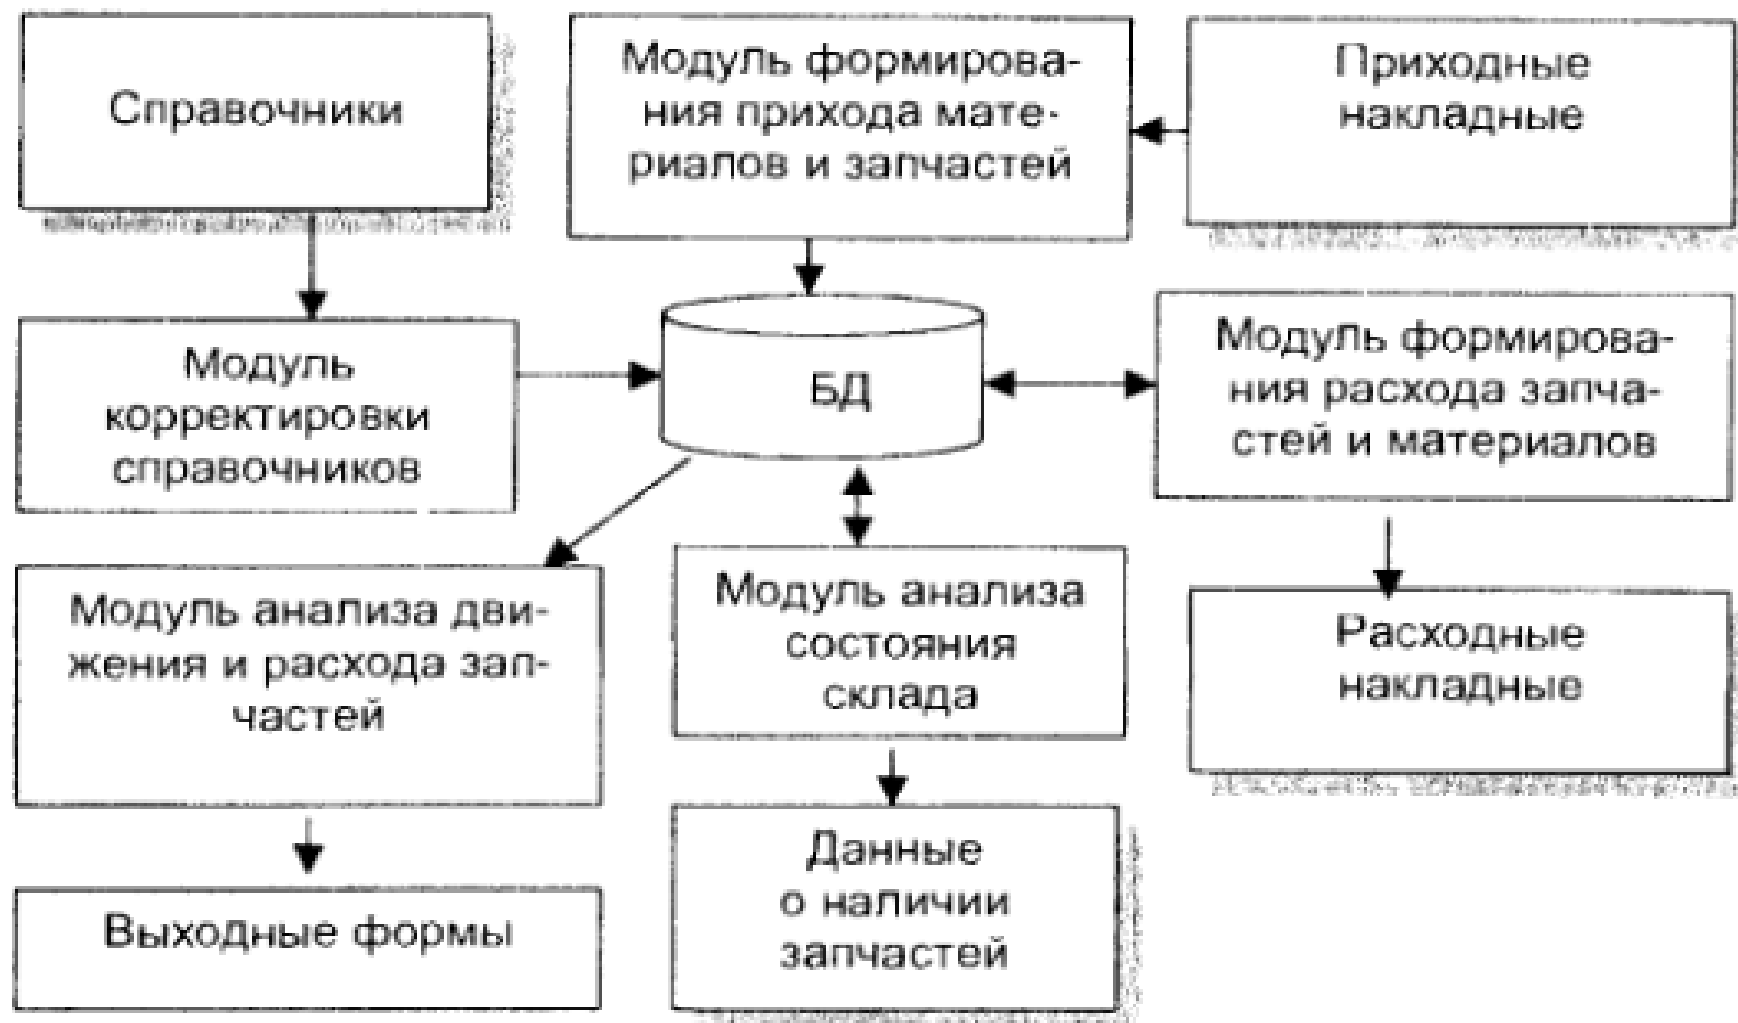 Справочники
Модуль формирова-
ния прихода мате-
риалов и запчастей
Приходные
накладные
Модуль
корректировки
справочников
БД
Модуль формирова-
ния расхода запча-
стей и материалов
Модуль анализа дви-
жения и расхода зап-
частей
Модуль анализа
состояния
склада
Расходные
накладные
Выходные формы
Данные
о наличии
запчастей